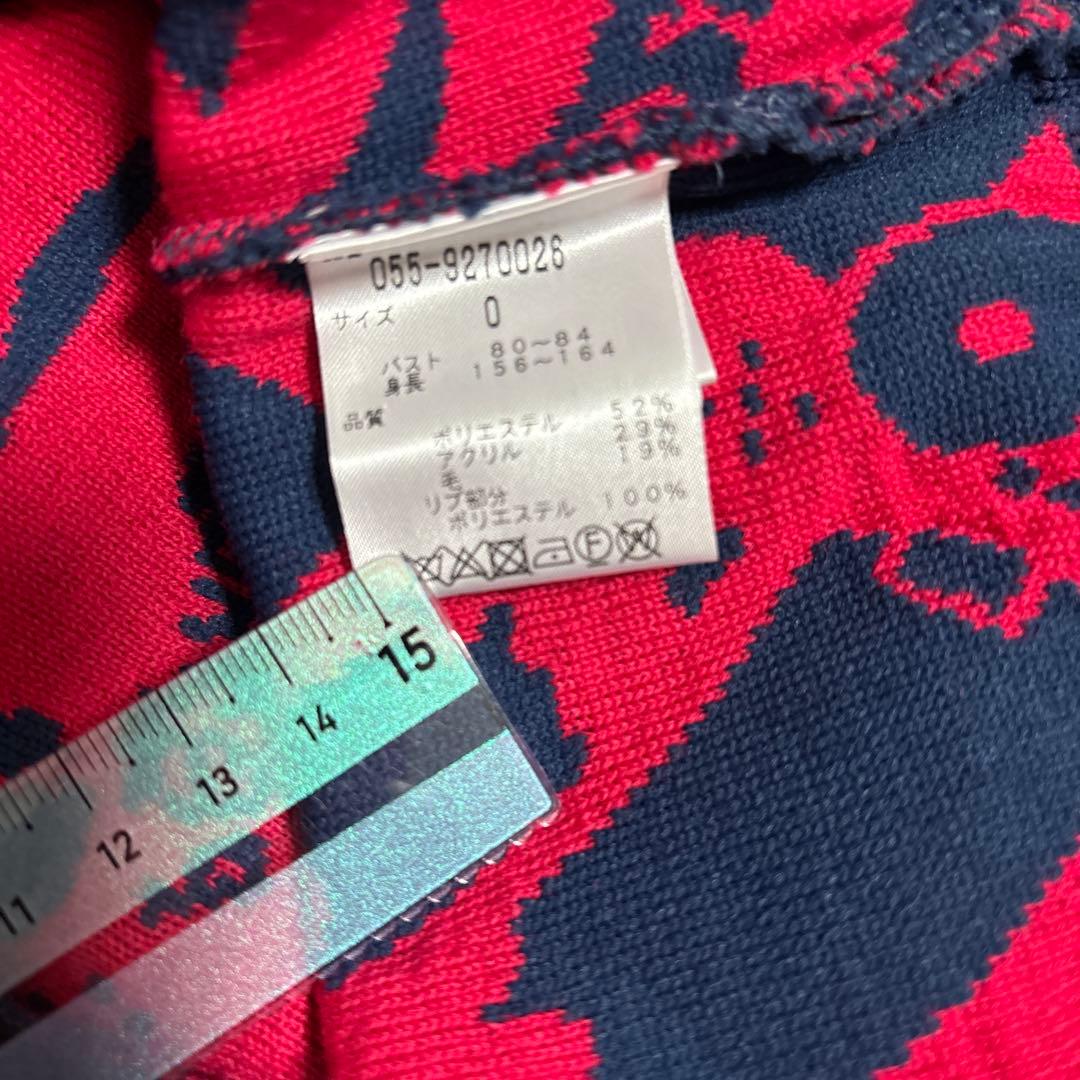 055-9270026
サイズ 0
バスト 80～84
身長 156～164
品質
ポリエステル 52%
アクリル 29%
毛 19%
リブ部分
ポリエステル 100%
F
11 12 13 14 15